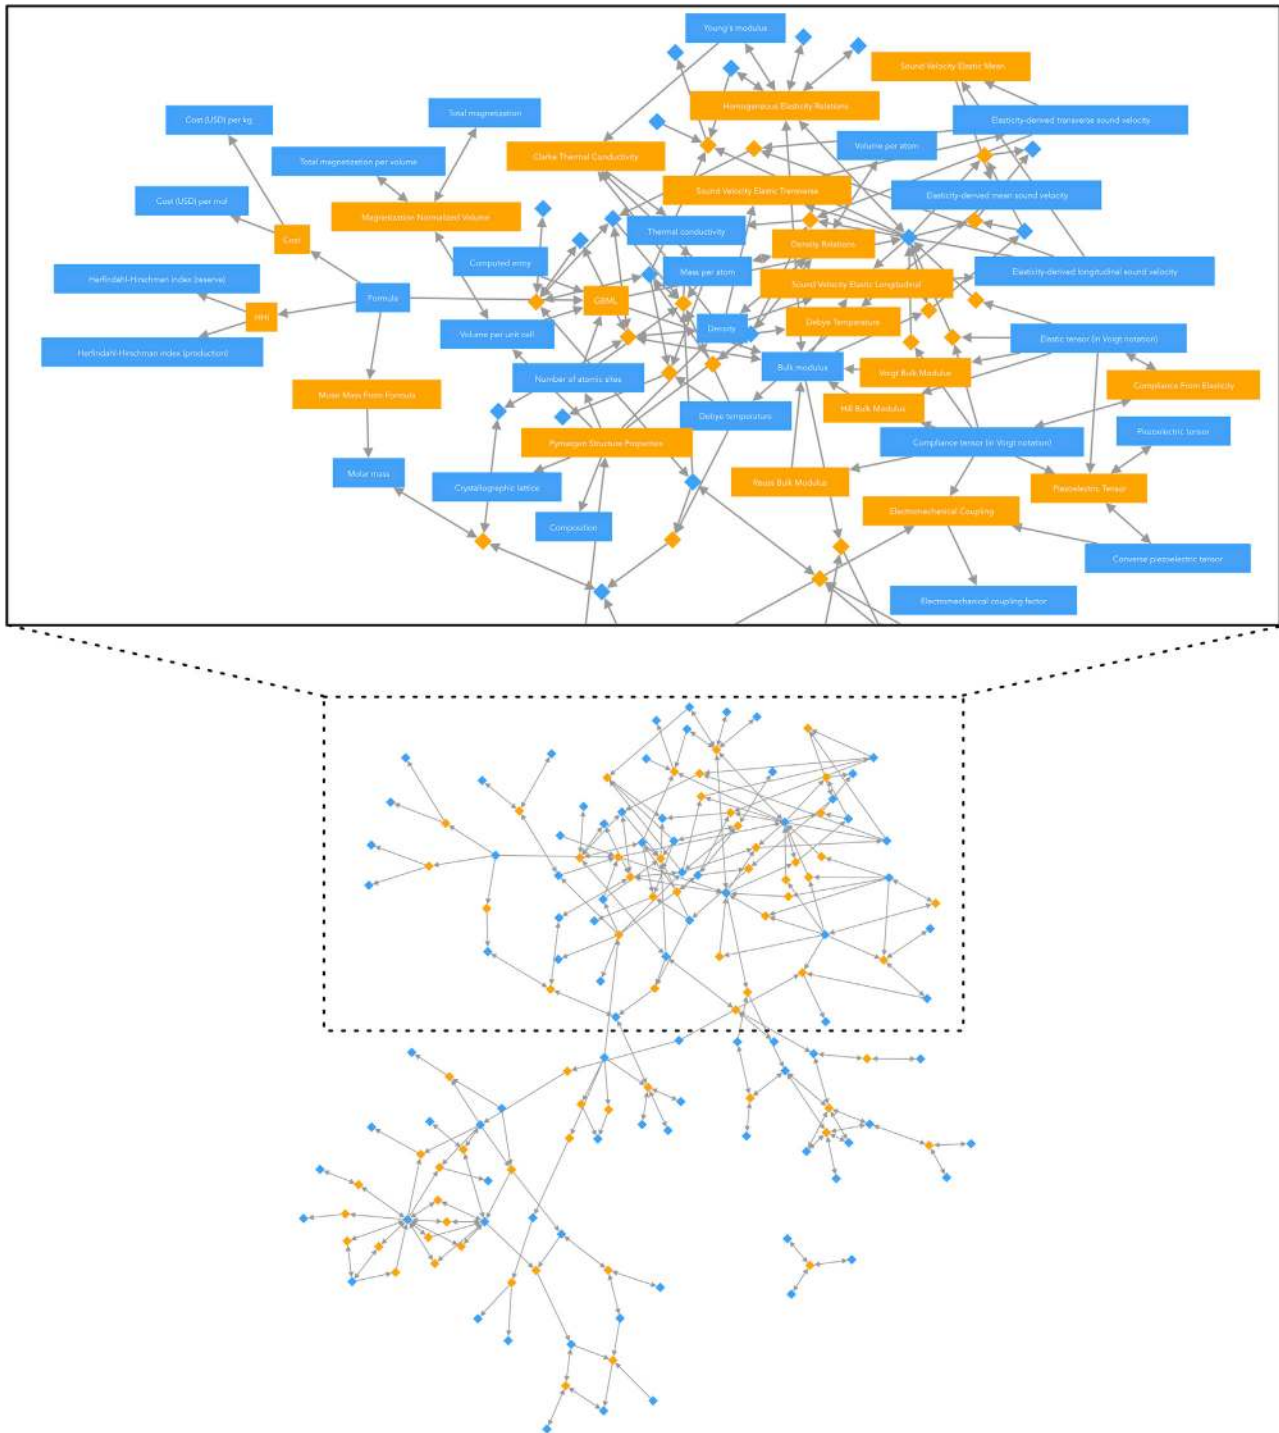 Young's modulus
Sound Velocity Elastic Mean
Cost (USD) per kg
Total magnetization
Homogeneous Elasticity Relations
Elasticity-derived transverse sound velocity
Total magnetization per volume
Clarke Thermal Conductivity
Volume per atom
Cost (USD) per mol
Magnetization Normalized Volume
Sound Velocity Elastic Transverse
Elasticity-derived mean sound velocity
Cost
Thermal conductivity
Density Relations
Computed entry
Mass per atom
Elasticity-derived longitudinal sound velocity
Herfindahl-Hirschman index (reserve)
Formula
GBML
Sound Velocity Elastic Longitudinal
HHI
Volume per unit cell
Density
Debye Temperature
Elastic tensor (in Voigt notation)
Herfindahl-Hirschman index (production)
Number of atomic sites
Bulk modulus
Voigt Bulk Modulus
Compliance From Elasticity
Molar Mass From Formula
Hill Bulk Modulus
Debye temperature
Pymatgen Structure Properties
Compliance tensor (in Voigt notation)
Piezoelectric tensor
Molar mass
Crystallographic lattice
Reuss Bulk Modulus
Piezoelectric Tensor
Composition
Electromechanical Coupling
Converse piezoelectric tensor
Electromechanical coupling factor